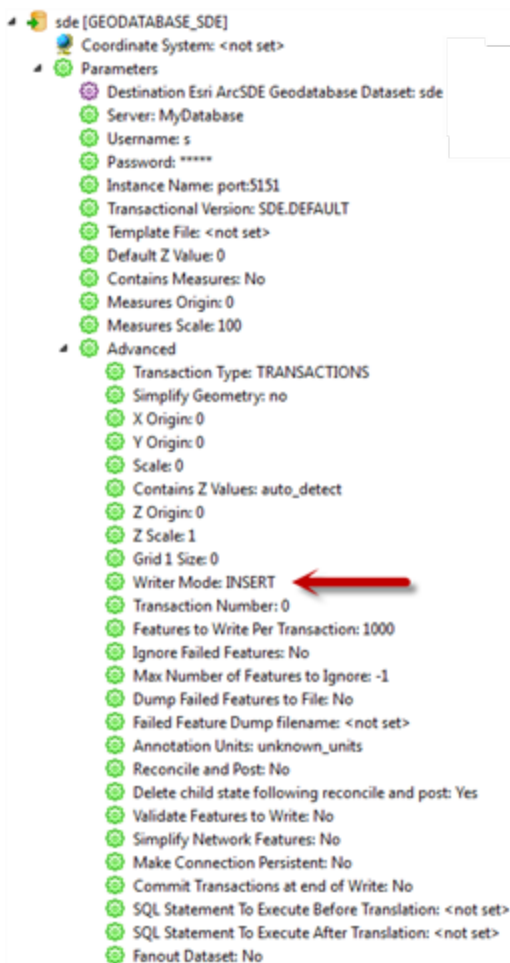 sde [GEODATABASE_SDE]
Coordinate System: <not set>
Parameters
Destination Esri ArcSDE Geodatabase Dataset: sde
Server: MyDatabase
Username: s
Password: *****
Instance Name: port:5151
Transactional Version: SDE.DEFAULT
Template File: <not set>
Default Z Value: 0
Contains Measures: No
Measures Origin: 0
Measures Scale: 100
Advanced
Transaction Type: TRANSACTIONS
Simplify Geometry: no
X Origin: 0
Y Origin: 0
Scale: 0
Contains Z Values: auto_detect
Z Origin: 0
Z Scale: 1
Grid 1 Size: 0
Writer Mode: INSERT
Transaction Number: 0
Features to Write Per Transaction: 1000
Ignore Failed Features: No
Max Number of Features to Ignore: -1
Dump Failed Features to File: No
Failed Feature Dump filename: <not set>
Annotation Units: unknown_units
Reconcile and Post: No
Delete child state following reconcile and post: Yes
Validate Features to Write: No
Simplify Network Features: No
Make Connection Persistent: No
Commit Transactions at end of Write: No
SQL Statement To Execute Before Translation: <not set>
SQL Statement To Execute After Translation: <not set>
Fanout Dataset: No